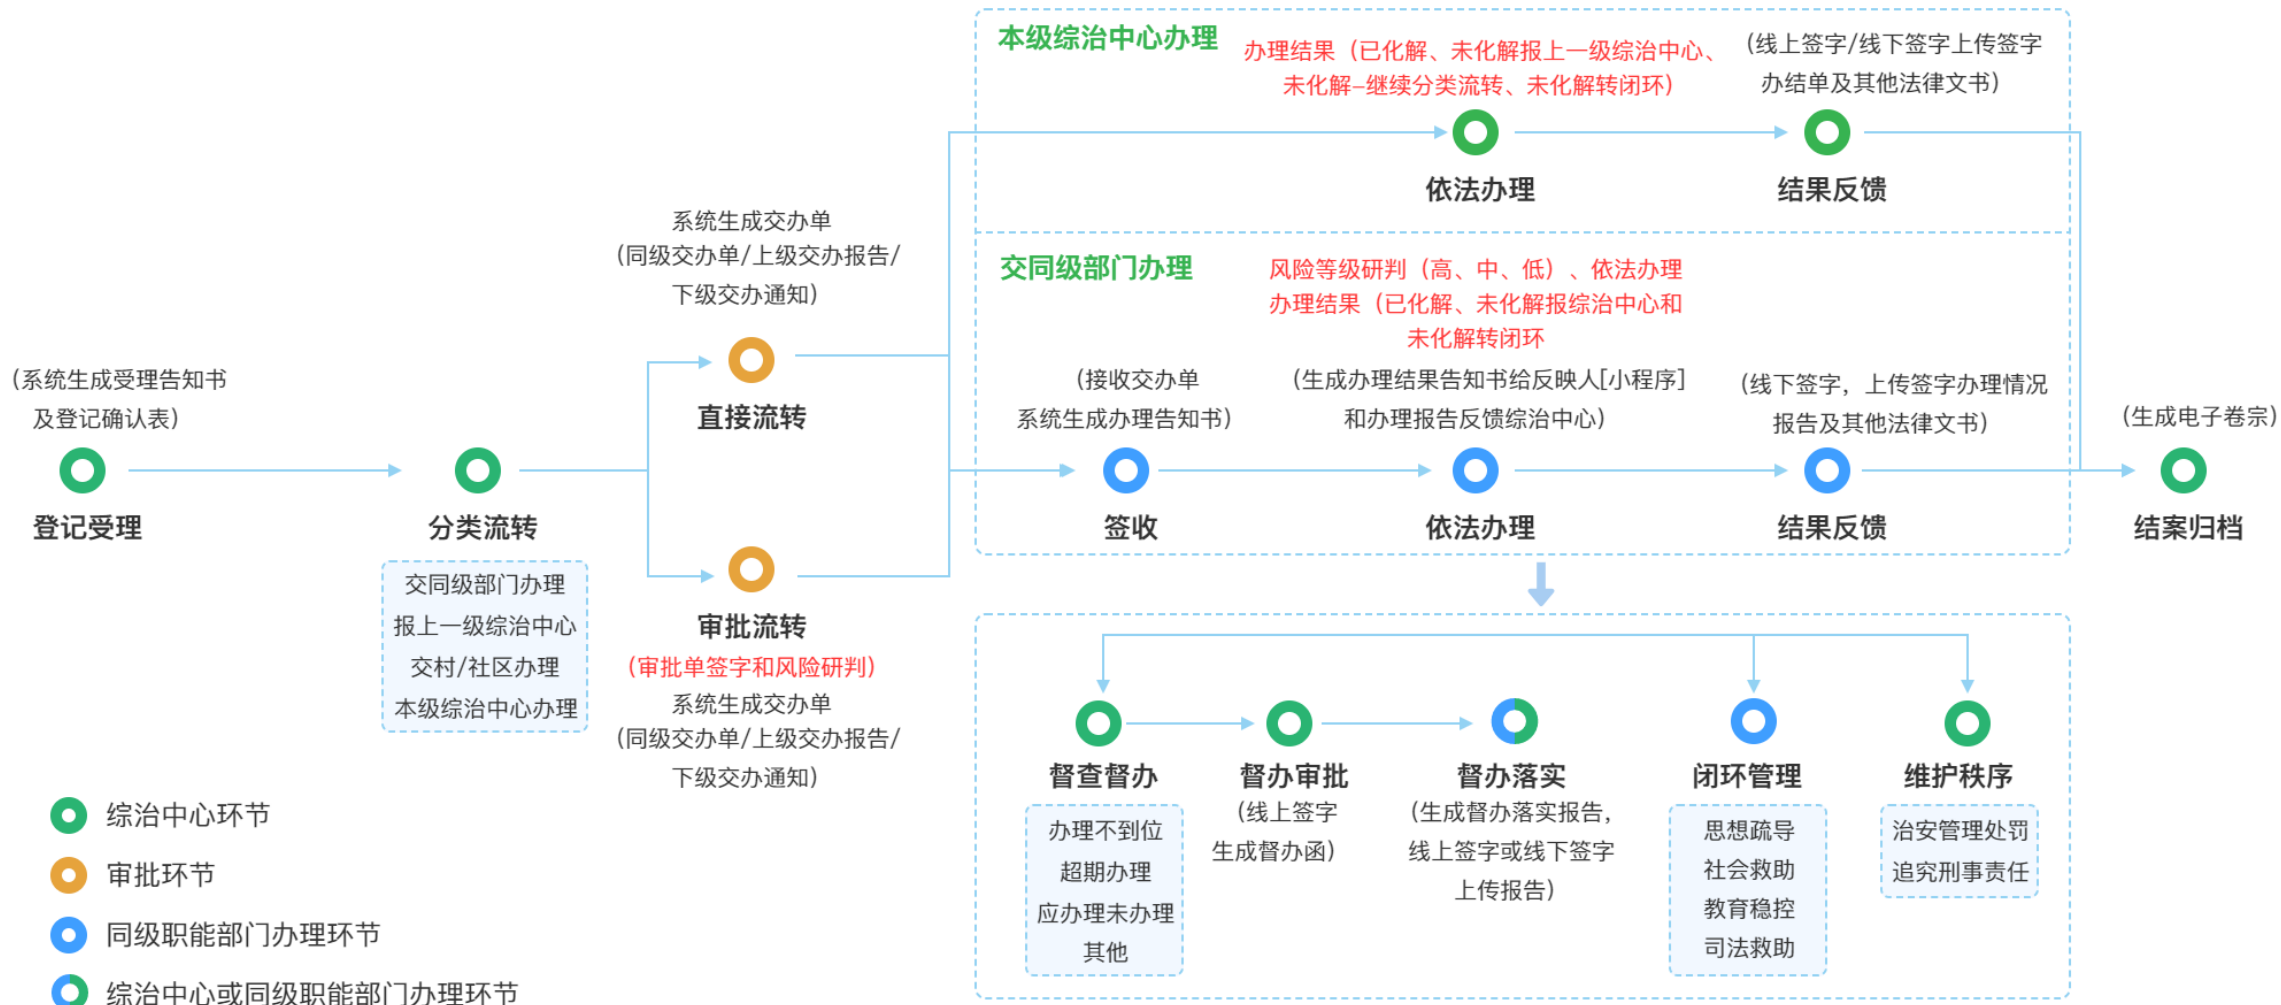 本级综治中心办理
办理结果（已化解、未化解报上一级综治中心、
未化解–继续分类流转、未化解转闭环）
（线上签字/线下签字上传签字
办结单及其他法律文书）
依法办理
结果反馈
系统生成交办单
（同级交办单/上级交办报告/
下级交办通知）
直接流转
交同级部门办理
风险等级研判（高、中、低）、依法办理
办理结果（已化解、未化解报综治中心和
未化解转闭环
（接收交办单
系统生成办理告知书）
（生成办理结果告知书给反映人[小程序]
和办理报告反馈综治中心）
（线下签字，上传签字办理情况
报告及其他法律文书）
签收
依法办理
结果反馈
（生成电子卷宗）
结案归档
（系统生成受理告知书
及登记确认表）
登记受理
分类流转
交同级部门办理
报上一级综治中心
交村/社区办理
本级综治中心办理
审批流转
（审批单签字和风险研判）
系统生成交办单
（同级交办单/上级交办报告/
下级交办通知）
督查督办
办理不到位
超期办理
应办理未办理
其他
督办审批
（线上签字
生成督办函）
督办落实
（生成督办落实报告，
线上签字或线下签字
上传报告）
闭环管理
思想疏导
社会救助
教育稳控
司法救助
维护秩序
治安管理处罚
追究刑事责任
综治中心环节
审批环节
同级职能部门办理环节
综治中心或同级职能部门办理环节